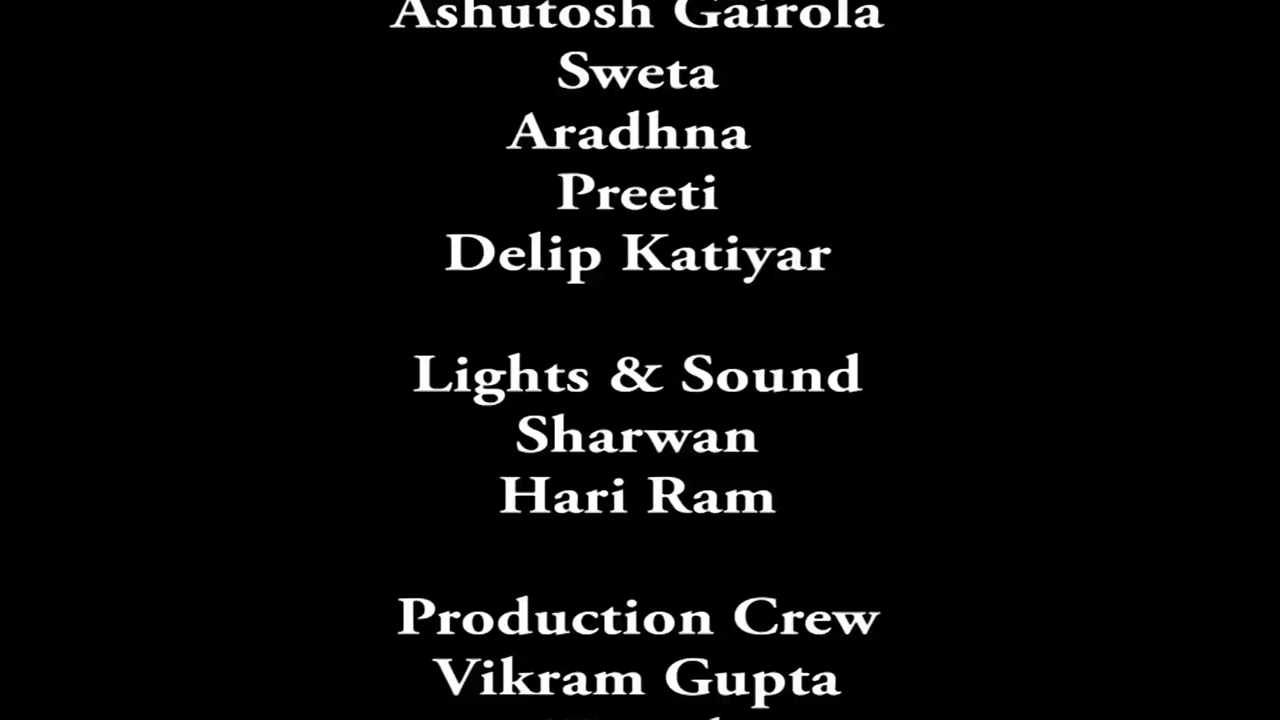 Ashutosh Gairola
Sweta
Aradhna
Preeti
Delip Katiyar
Lights & Sound
Sharwan
Hari Ram
Production Crew
Vikram Gupta